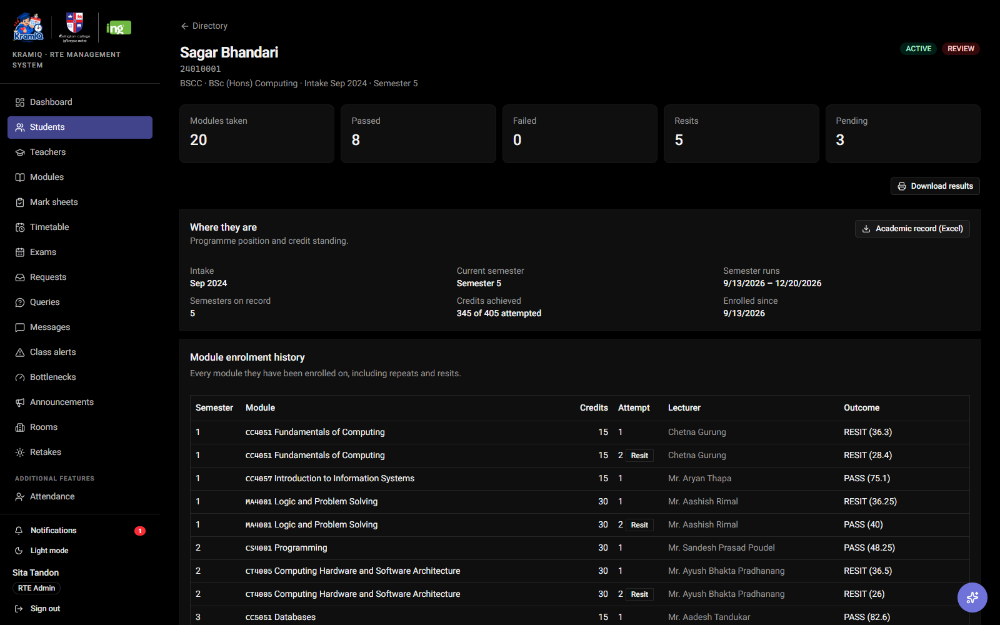 KramIQ
islington college
ing
KRAMIQ · RTE MANAGEMENT
SYSTEM
Dashboard
Students
Teachers
Modules
Mark sheets
Timetable
Exams
Requests
Queries
Messages
Class alerts
Bottlenecks
Announcements
Rooms
Retakes
ADDITIONAL FEATURES
Attendance
Notifications 1
Light mode
Sita Tandon
RTE Admin
Sign out
Directory
Sagar Bhandari
ACTIVE REVIEW
24010001
BSCC · BSc (Hons) Computing · Intake Sep 2024 · Semester 5
Modules taken Passed Failed Resits Pending
20 8 0 5 3
Download results
Where they are
Academic record (Excel)
Programme position and credit standing.
Intake Current semester Semester runs
Sep 2024 Semester 5 9/13/2026 – 12/20/2026
Semesters on record Credits achieved Enrolled since
5 345 of 405 attempted 9/13/2026
Module enrolment history
Every module they have been enrolled on, including repeats and resits.
Semester Module Credits Attempt Lecturer Outcome
1 CC4051 Fundamentals of Computing 15 1 Chetna Gurung RESIT (36.3)
1 CC4051 Fundamentals of Computing 15 2 Resit Chetna Gurung RESIT (28.4)
1 CC4057 Introduction to Information Systems 15 1 Mr. Aryan Thapa PASS (75.1)
1 MA4001 Logic and Problem Solving 30 1 Mr. Aashish Rimal RESIT (36.25)
1 MA4001 Logic and Problem Solving 30 2 Resit Mr. Aashish Rimal PASS (40)
2 CS4001 Programming 30 1 Mr. Sandesh Prasad Poudel PASS (48.25)
2 CT4005 Computing Hardware and Software Architecture 30 1 Mr. Ayush Bhakta Pradhanang RESIT (36.5)
2 CT4005 Computing Hardware and Software Architecture 30 2 Resit Mr. Ayush Bhakta Pradhanang RESIT (26)
3 CC5051 Databases 15 1 Mr. Aadesh Tandukar PASS (82.6)